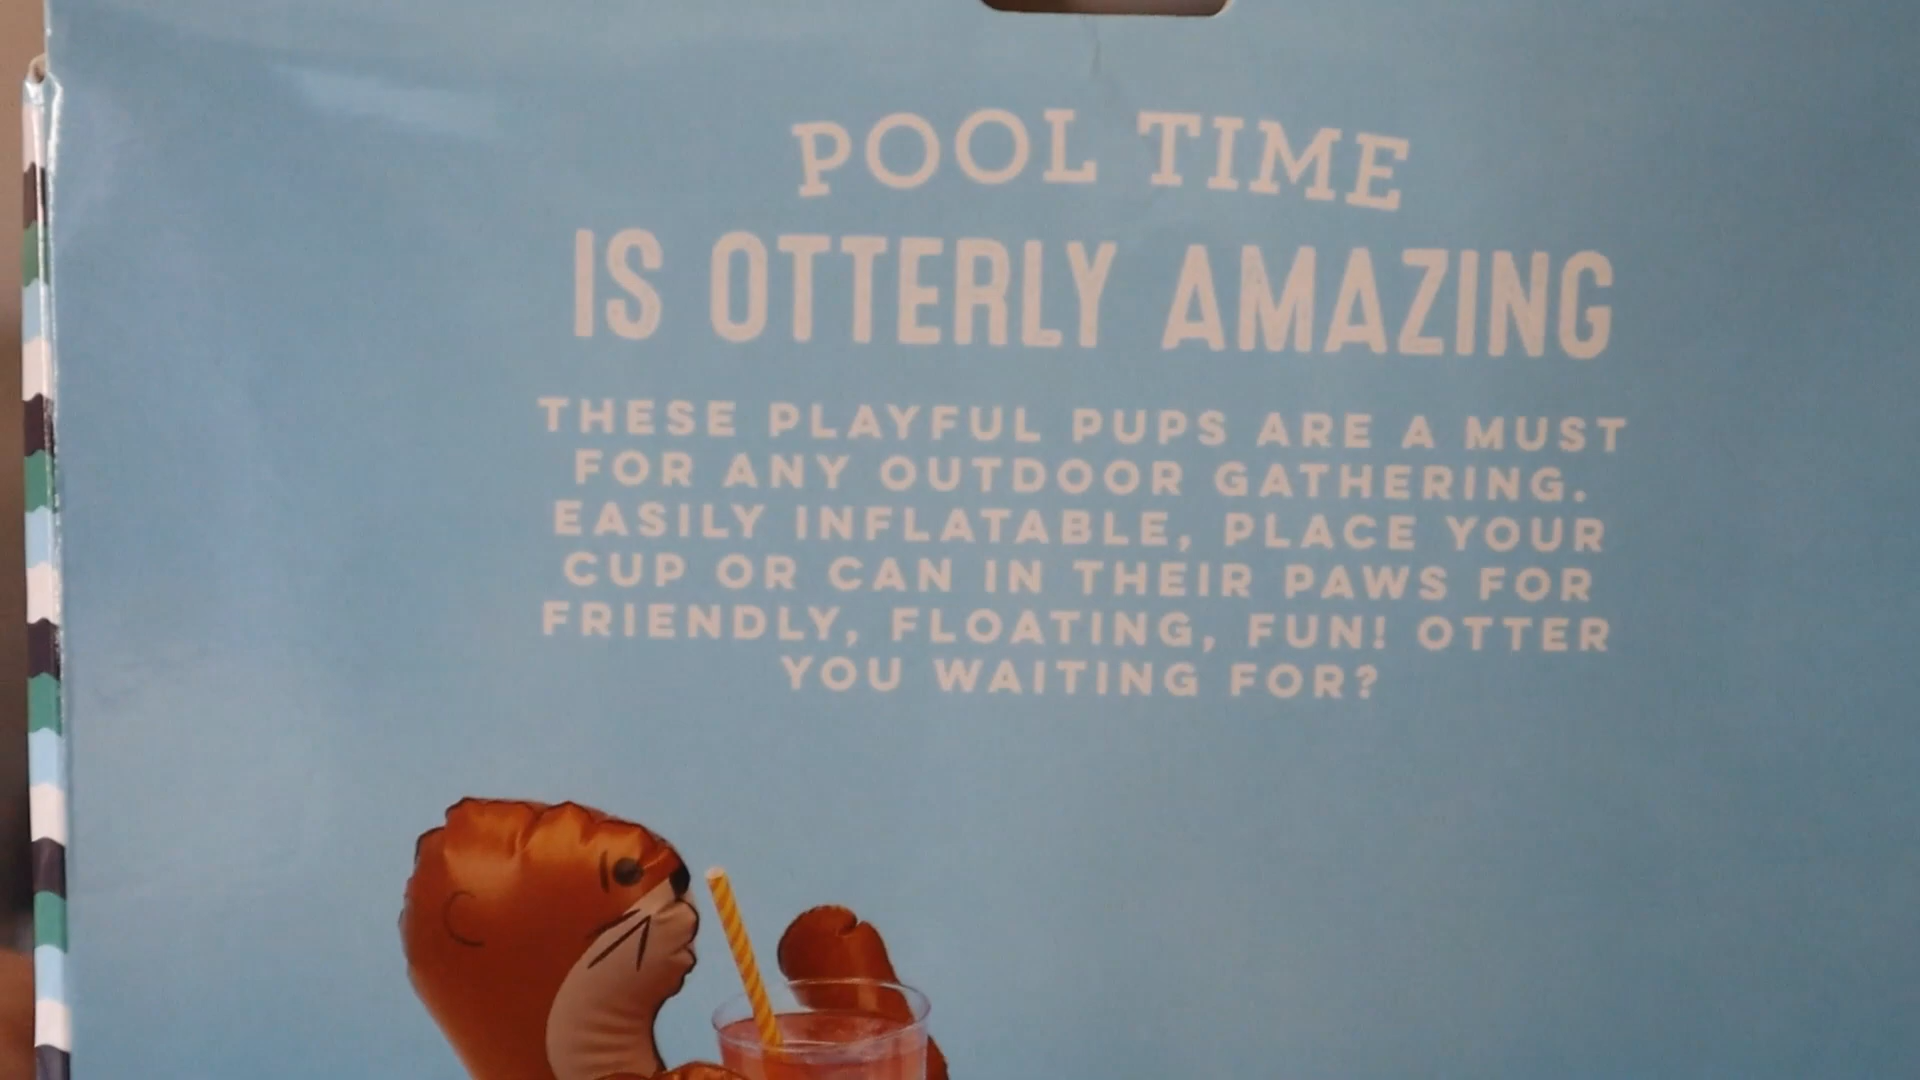 POOL TIME
IS OTTERLY AMAZING
THESE PLAYFUL PUPS ARE A MUST
FOR ANY OUTDOOR GATHERING.
EASILY INFLATABLE, PLACE YOUR
CUP OR CAN IN THEIR PAWS FOR
FRIENDLY, FLOATING, FUN! OTTER
YOU WAITING FOR?